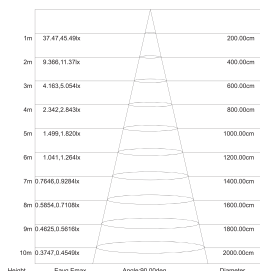 1m 37.47,45.49lx 200.00cm
2m 9.366,11.37lx 400.00cm
3m 4.163,5.054lx 600.00cm
4m 2.342,2.843lx 800.00cm
5m 1.499,1.820lx 1000.00cm
6m 1.041,1.264lx 1200.00cm
7m 0.7646,0.9284lx 1400.00cm
8m 0.5854,0.7108lx 1600.00cm
9m 0.4625,0.5616lx 1800.00cm
10m 0.3747,0.4549lx 2000.00cm
Height Eavg,Emax Angle:90.00deg Diameter